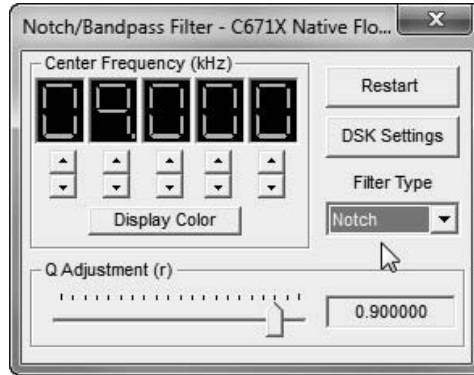 Notch/Bandpass Filter - C671X Native Flo...
Center Frequency (kHz)
09.000
Display Color
Restart
DSK Settings
Filter Type
Notch
Q Adjustment (r)
0.900000